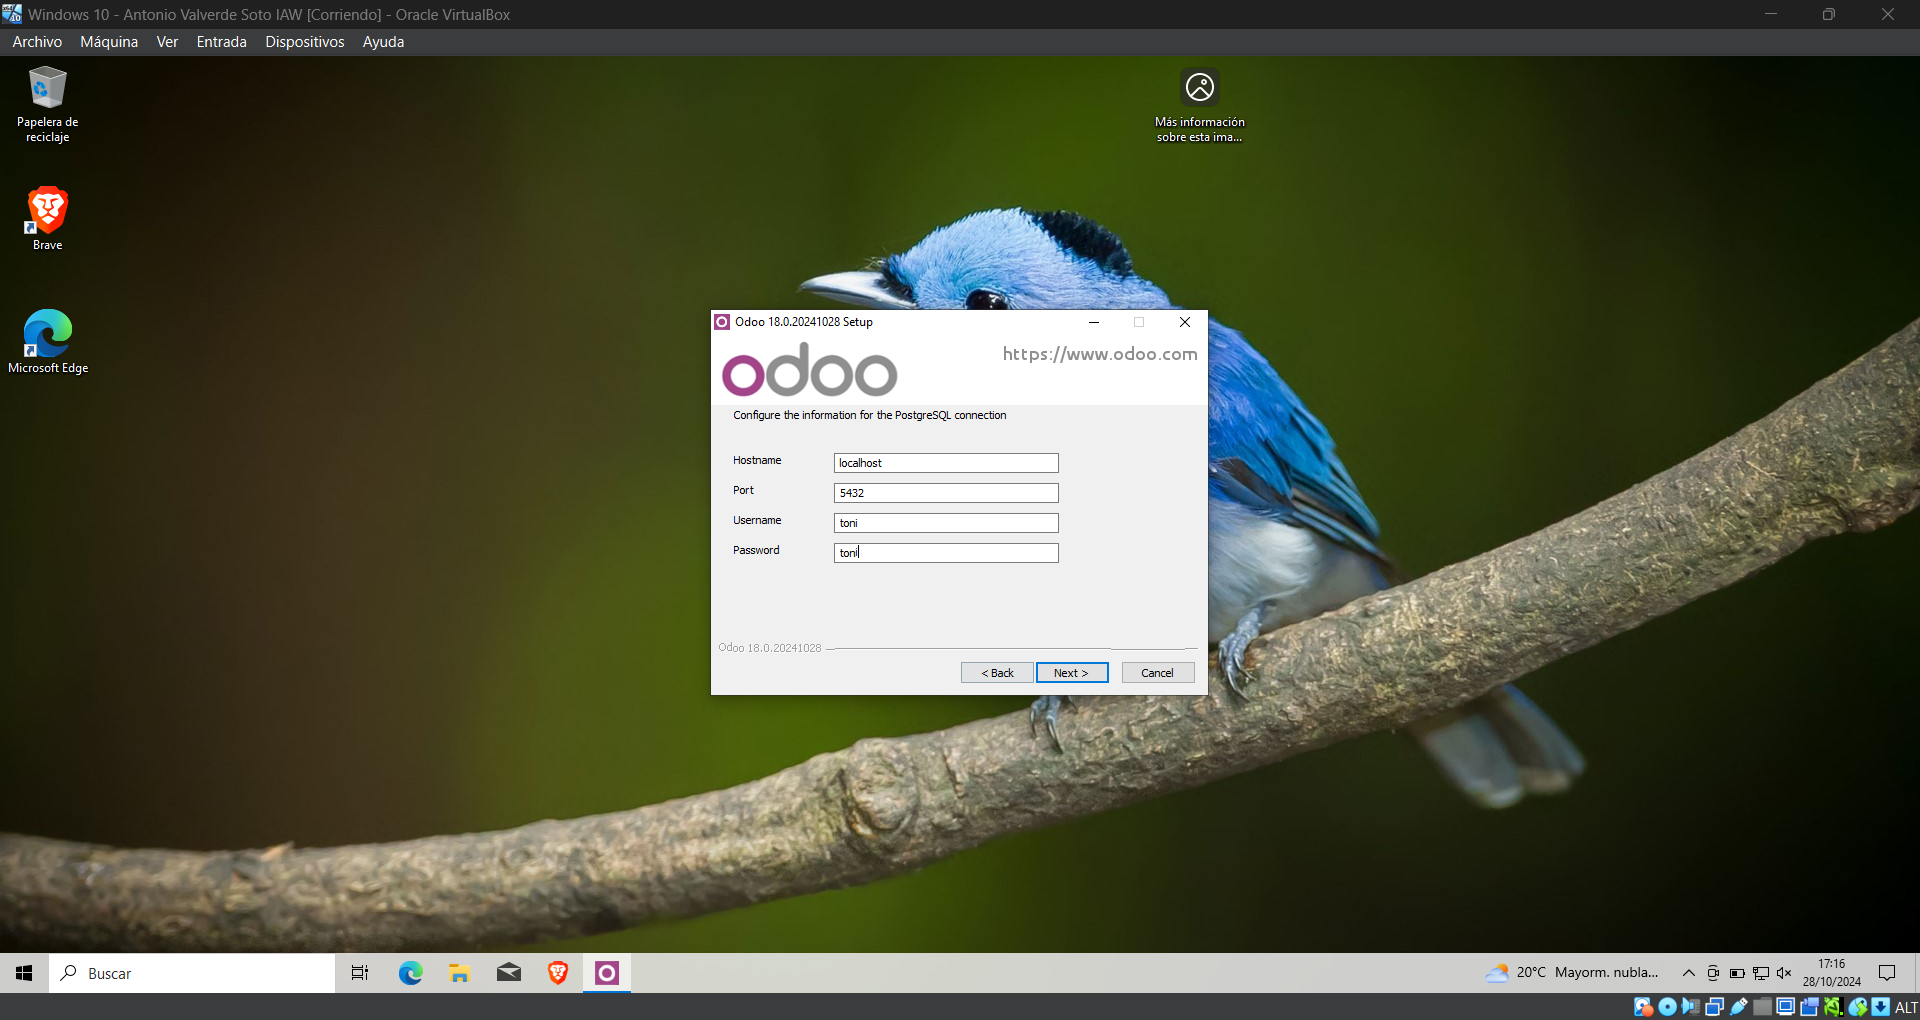 Windows 10 - Antonio Valverde Soto IAW [Corriendo] - Oracle VirtualBox
Archivo Máquina Ver Entrada Dispositivos Ayuda
Papelera de
reciclaje
Más información
sobre esta ima...
Brave
Microsoft Edge
Odoo 18.0.20241028 Setup
odoo
https://www.odoo.com
Configure the information for the PostgreSQL connection
Hostname localhost
Port 5432
Username toni
Password toni
Odoo 18.0.20241028
< Back Next > Cancel
Buscar
20°C Mayorm. nubla...
17:16
28/10/2024
ALT